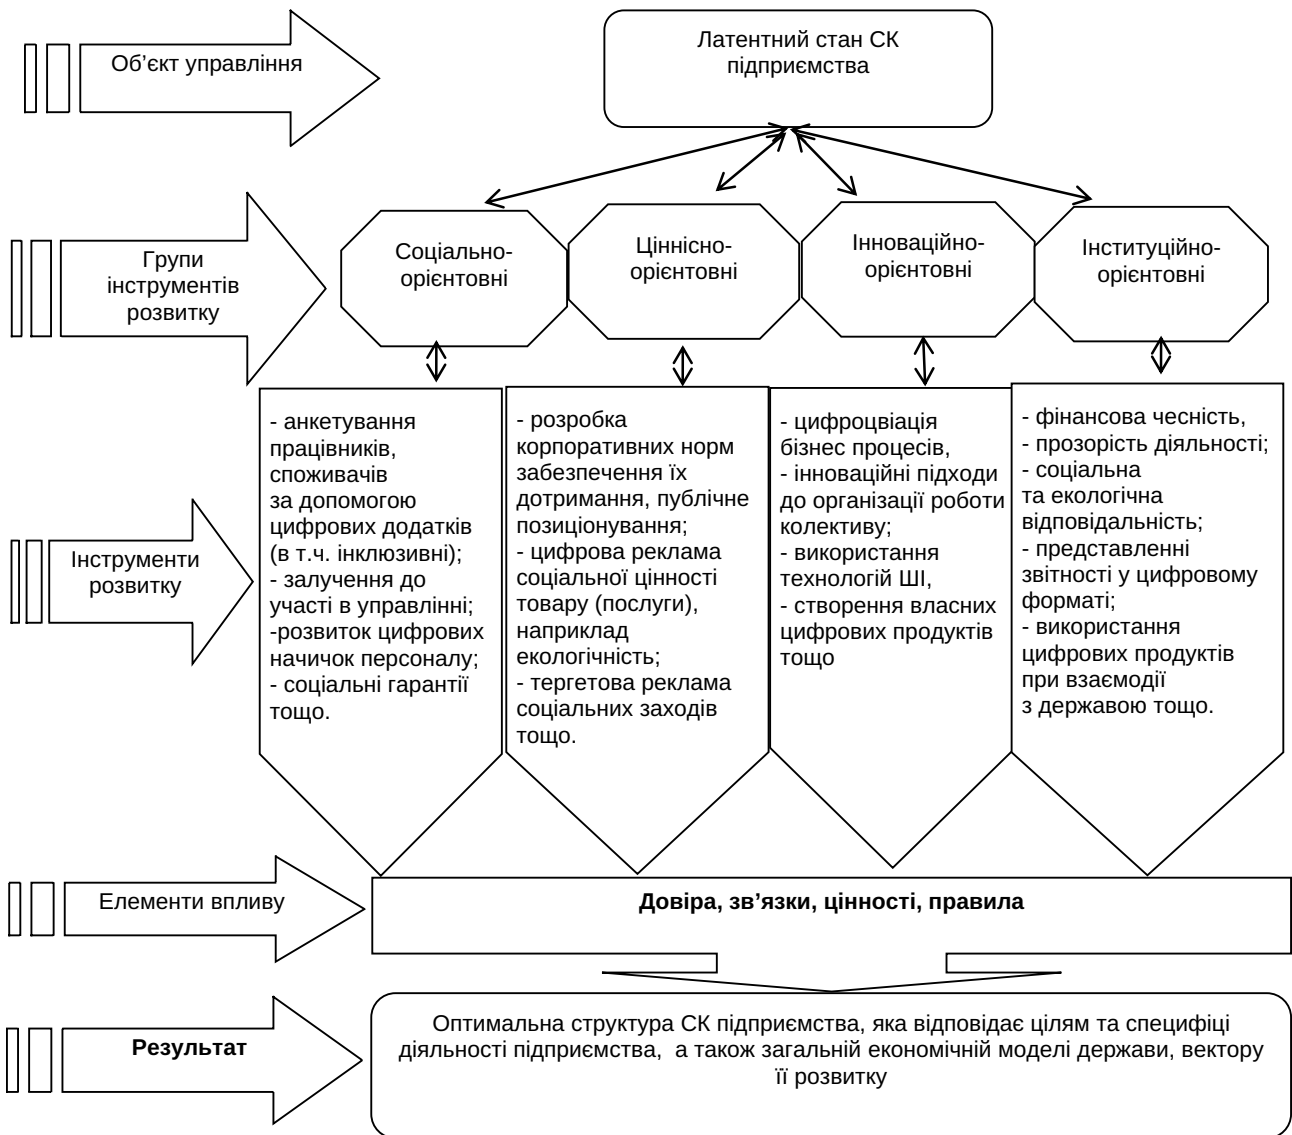 Об’єкт управління
Латентний стан СК
підприємства
Групи
інструментів
розвитку
Соціально-
орієнтовні
Ціннісно-
орієнтовні
Інноваційно-
орієнтовні
Інституційно-
орієнтовні
Інструменти
розвитку
- анкетування
працівників,
споживачів
за допомогою
цифрових додатків
(в т.ч. інклюзивні);
- залучення до
участі в управлінні;
-розвиток цифрових
начичок персоналу;
- соціальні гарантії
тощо.
- розробка
корпоративних норм
забезпечення їх
дотримання, публічне
позиціонування;
- цифрова реклама
соціальної цінності
товару (послуги),
наприклад
екологічність;
- тергетова реклама
соціальних заходів
тощо.
- цифроцвіація
бізнес процесів,
- інноваційні підходи
до організації роботи
колективу;
- використання
технологій ШІ,
- створення власних
цифрових продуктів
тощо
- фінансова чесність,
- прозорість діяльності;
- соціальна
та екологічна
відповідальність;
- представленні
звітності у цифровому
форматі;
- використання
цифрових продуктів
при взаємодії
з державою тощо.
Елементи впливу
Довіра, зв’язки, цінності, правила
Результат
Оптимальна структура СК підприємства, яка відповідає цілям та специфіці
діяльності підприємства, а також загальній економічній моделі держави, вектору
її розвитку